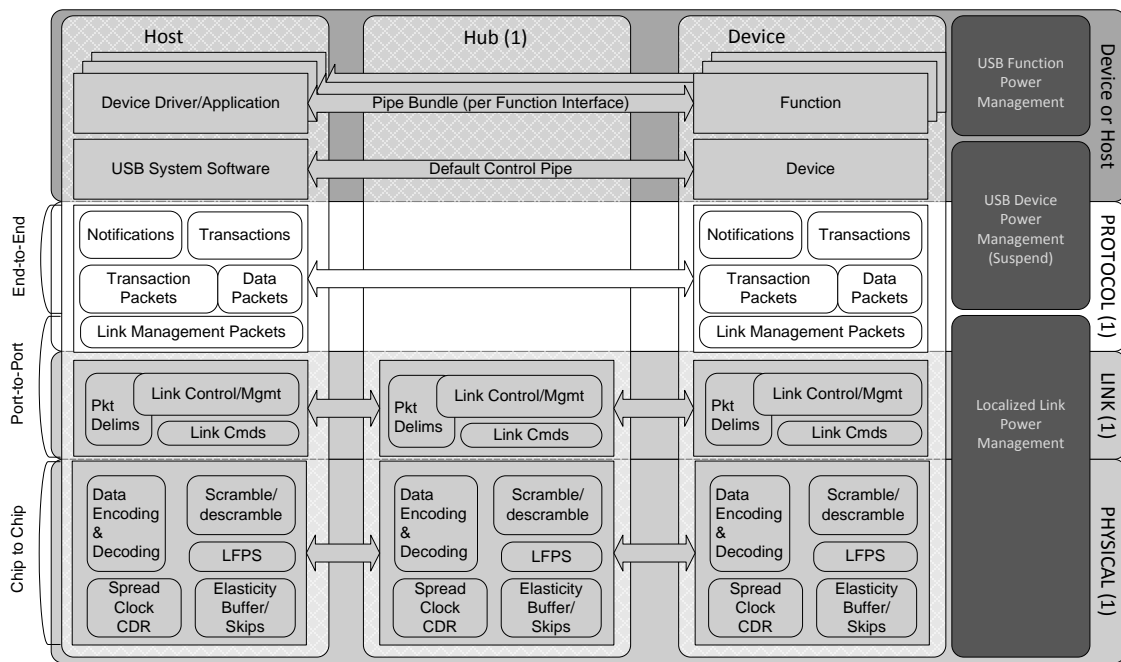 Host
Hub (1)
Device
Device Driver/Application
Pipe Bundle (per Function Interface)
Function
USB System Software
Default Control Pipe
Device
USB Function
Power
Management
Device or Host
End-to-End
Notifications
Transactions
Transaction
Packets
Data
Packets
Link Management Packets
Notifications
Transactions
Transaction
Packets
Data
Packets
Link Management Packets
USB Device
Power
Management
(Suspend)
PROTOCOL (1)
Port-to-Port
Pkt
Delims
Link Control/Mgmt
Link Cmds
Pkt
Delims
Link Control/Mgmt
Link Cmds
Pkt
Delims
Link Control/Mgmt
Link Cmds
Localized Link
Power
Management
LINK (1)
Chip to Chip
Data
Encoding
&
Decoding
Scramble/
descramble
LFPS
Spread
Clock
CDR
Elasticity
Buffer/
Skips
Data
Encoding
&
Decoding
Scramble/
descramble
LFPS
Spread
Clock
CDR
Elasticity
Buffer/
Skips
Data
Encoding
&
Decoding
Scramble/
descramble
LFPS
Spread
Clock
CDR
Elasticity
Buffer/
Skips
PHYSICAL (1)